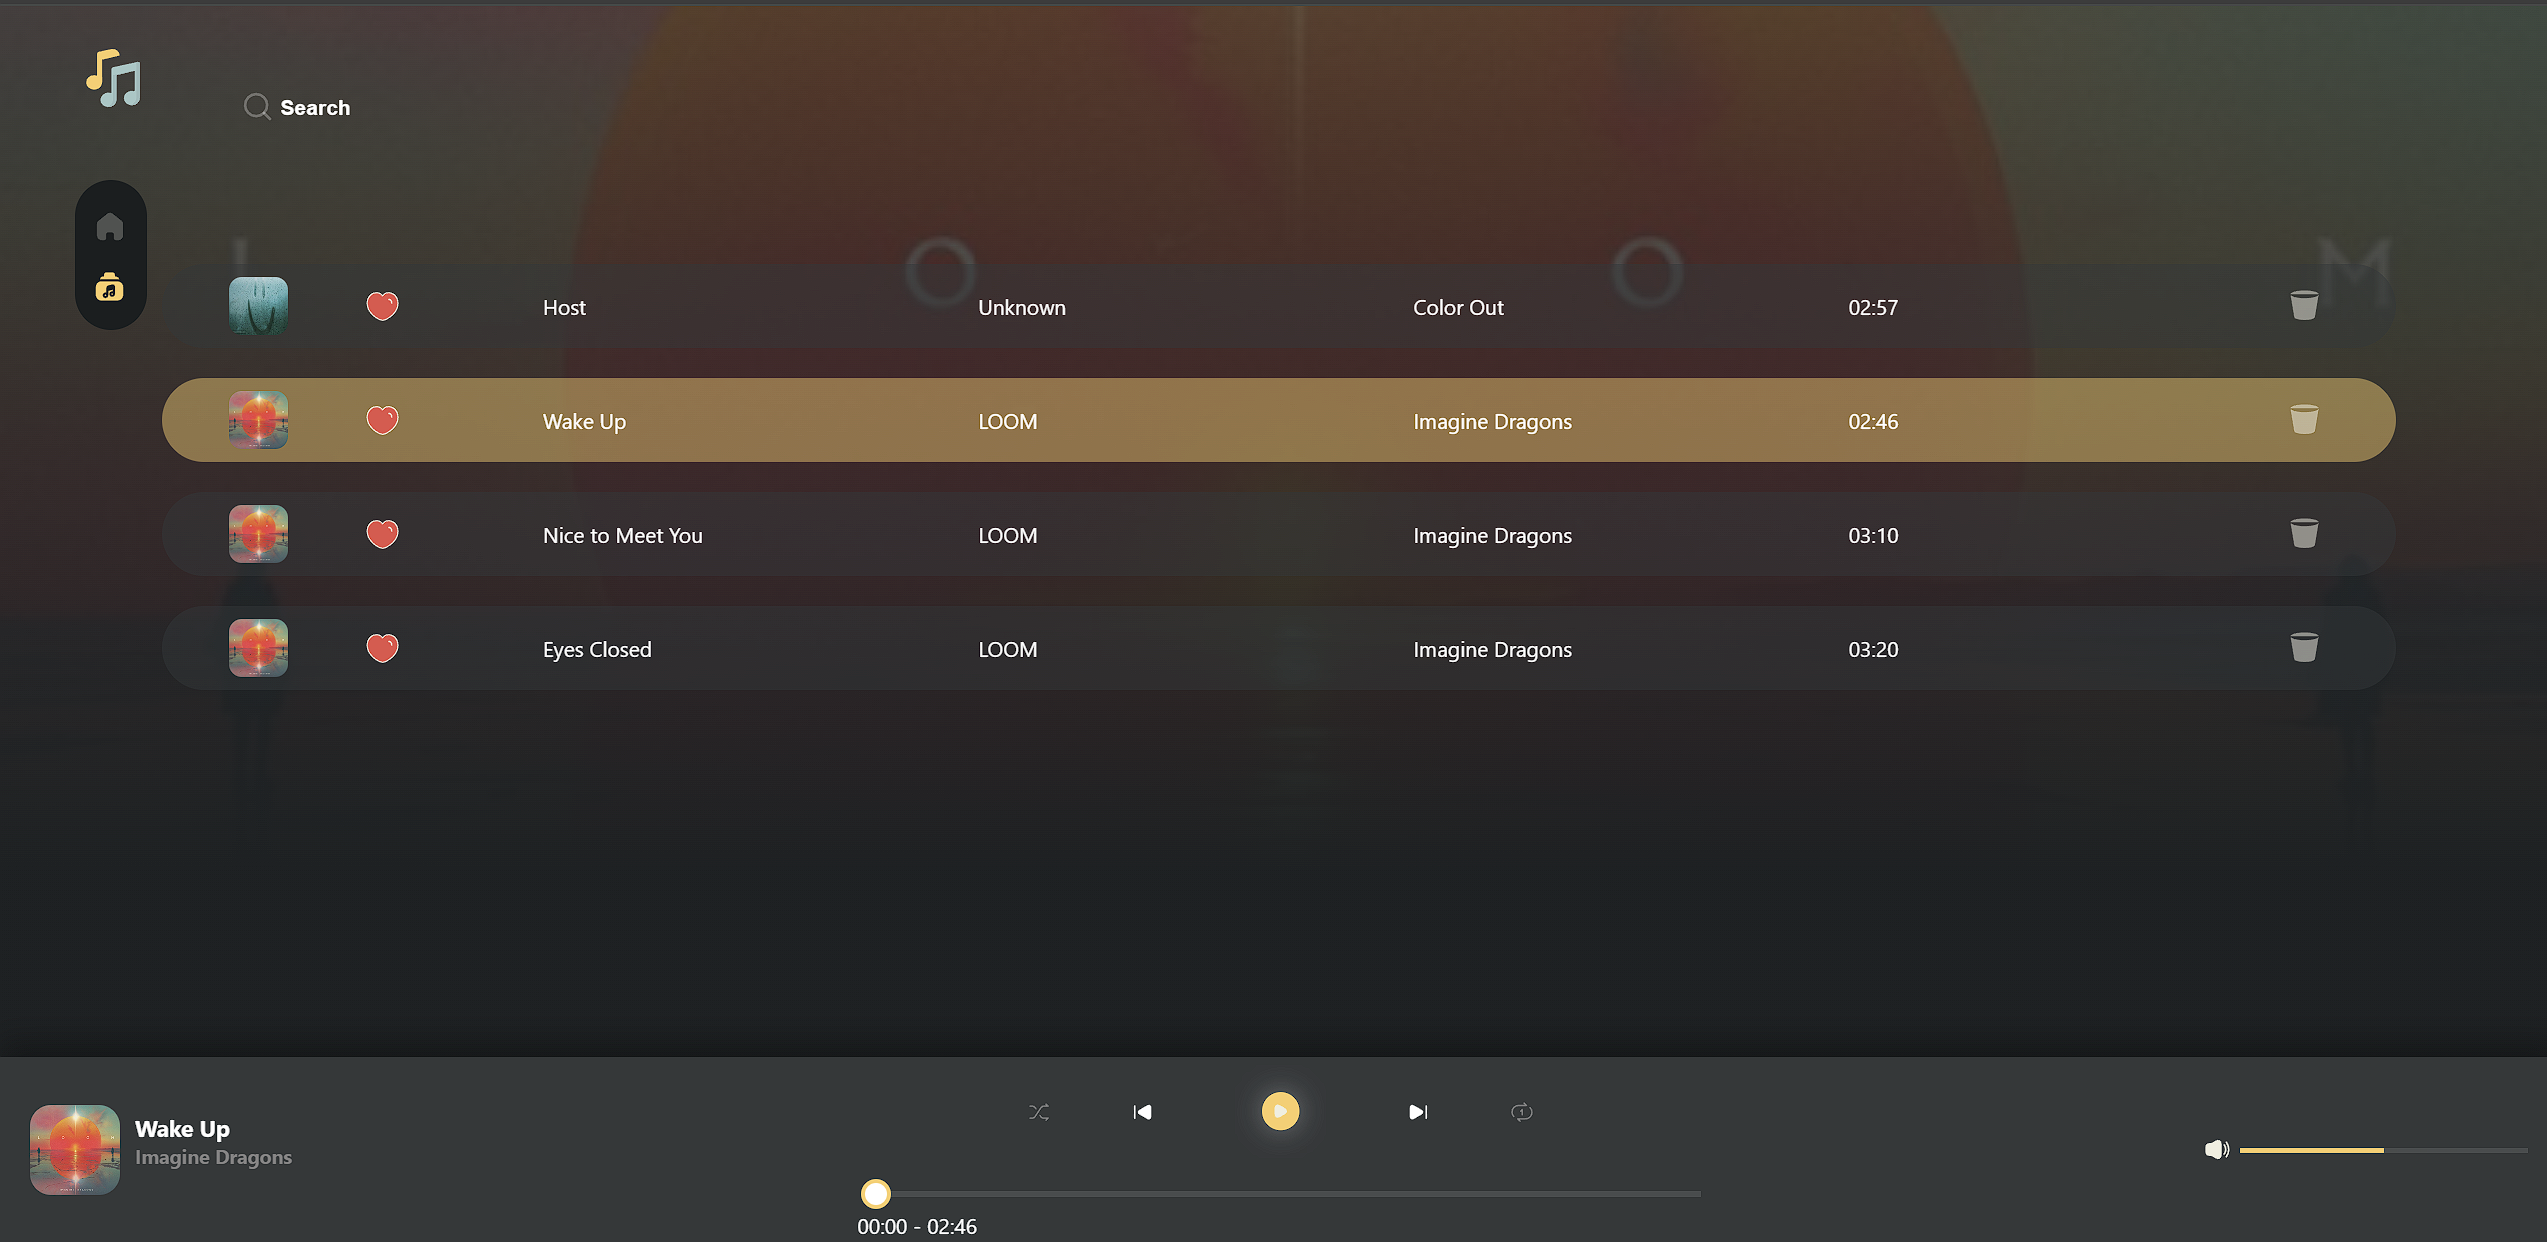 Search
L O O M
Host Unknown Color Out 02:57
Wake Up LOOM Imagine Dragons 02:46
Nice to Meet You LOOM Imagine Dragons 03:10
Eyes Closed LOOM Imagine Dragons 03:20
Wake Up
Imagine Dragons
1
00:00 - 02:46